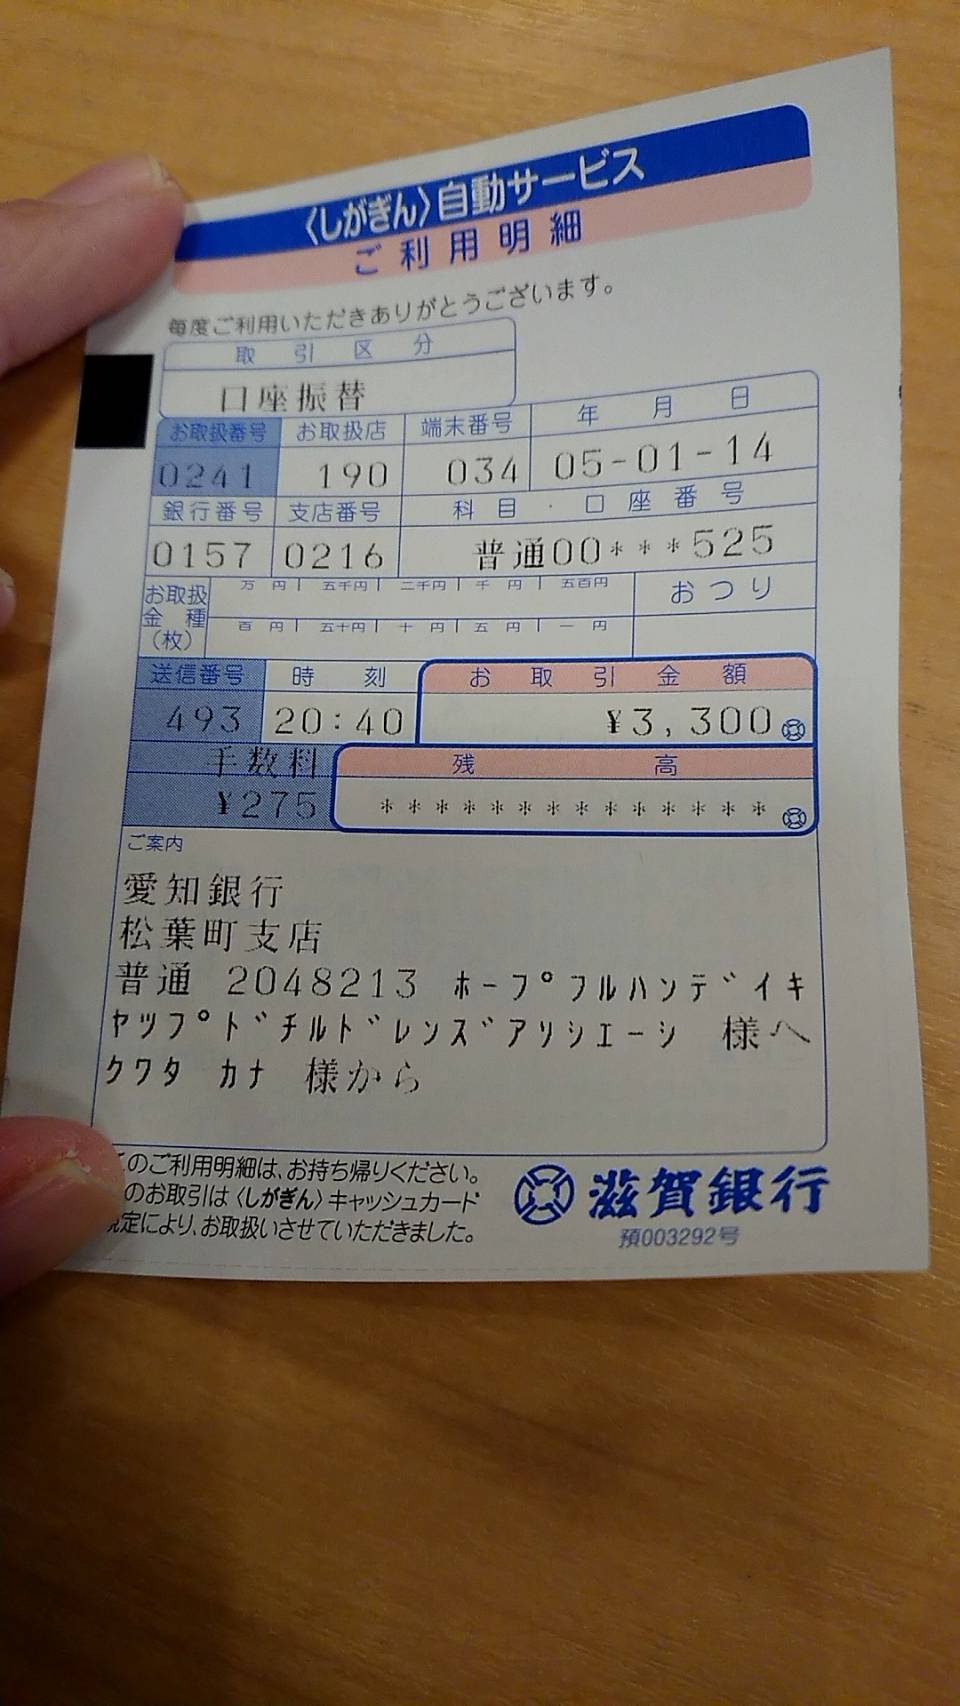 〈しがぎん〉自動サービス
ご利用明細
毎度ご利用いただきありがとうございます。
取引区分
口座振替
お取扱番号 お取扱店 端末番号 年 月 日
0241 190 034 05-01-14
銀行番号 支店番号 科目・口座番号
0157 0216 普通00***525
お取扱金種(枚) 万円 五千円 二千円 千円 五百円 おつり
百円 五十円 十円 五円 一円
送信番号 時刻 お取引金額
493 20:40 ¥3,300
手数料 残高
¥275 **************
ご案内
愛知銀行
松葉町支店
普通 2048213 ホープフルハンデイキ
ヤツプドチルドレンズアリシエーシ 様へ
クワタ カナ 様から
このご利用明細は、お持ち帰りください。
のお取引は〈しがぎん〉キャッシュカード
規定により、お取扱いさせていただきました。
滋賀銀行
預003292号